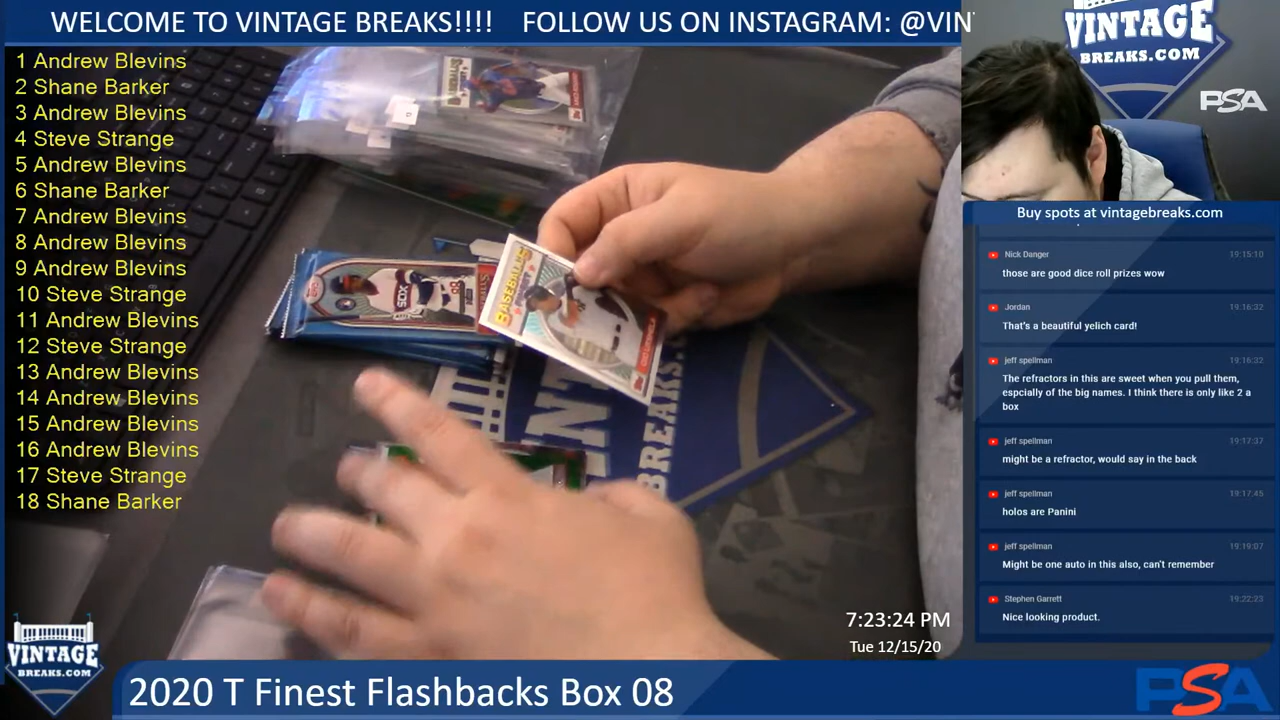 WELCOME TO VINTAGE BREAKS!!!! FOLLOW US ON INSTAGRAM: @VIN
1 Andrew Blevins
2 Shane Barker
3 Andrew Blevins
4 Steve Strange
5 Andrew Blevins
6 Shane Barker
7 Andrew Blevins
8 Andrew Blevins
9 Andrew Blevins
10 Steve Strange
11 Andrew Blevins
12 Steve Strange
13 Andrew Blevins
14 Andrew Blevins
15 Andrew Blevins
16 Andrew Blevins
17 Steve Strange
18 Shane Barker
BASEBALL'S
FINEST
SOX
BASEBALL'S
FINEST
BREAKS.
VINTAGE
BREAKS.COM
PSA
Buy spots at vintagebreaks.com
Nick Danger 19:15:10
those are good dice roll prizes wow
Jordan 19:16:32
That's a beautiful yelich card!
jeff spellman 19:16:32
The refractors in this are sweet when you pull them,
espcially of the big names. I think there is only like 2 a
box
jeff spellman 19:17:37
might be a refractor, would say in the back
jeff spellman 19:17:45
holos are Panini
jeff spellman 19:19:07
Might be one auto in this also, can't remember
Stephen Garrett 19:22:23
Nice looking product.
7:23:24 PM
Tue 12/15/20
VINTAGE
BREAKS.COM
2020 T Finest Flashbacks Box 08
PSA